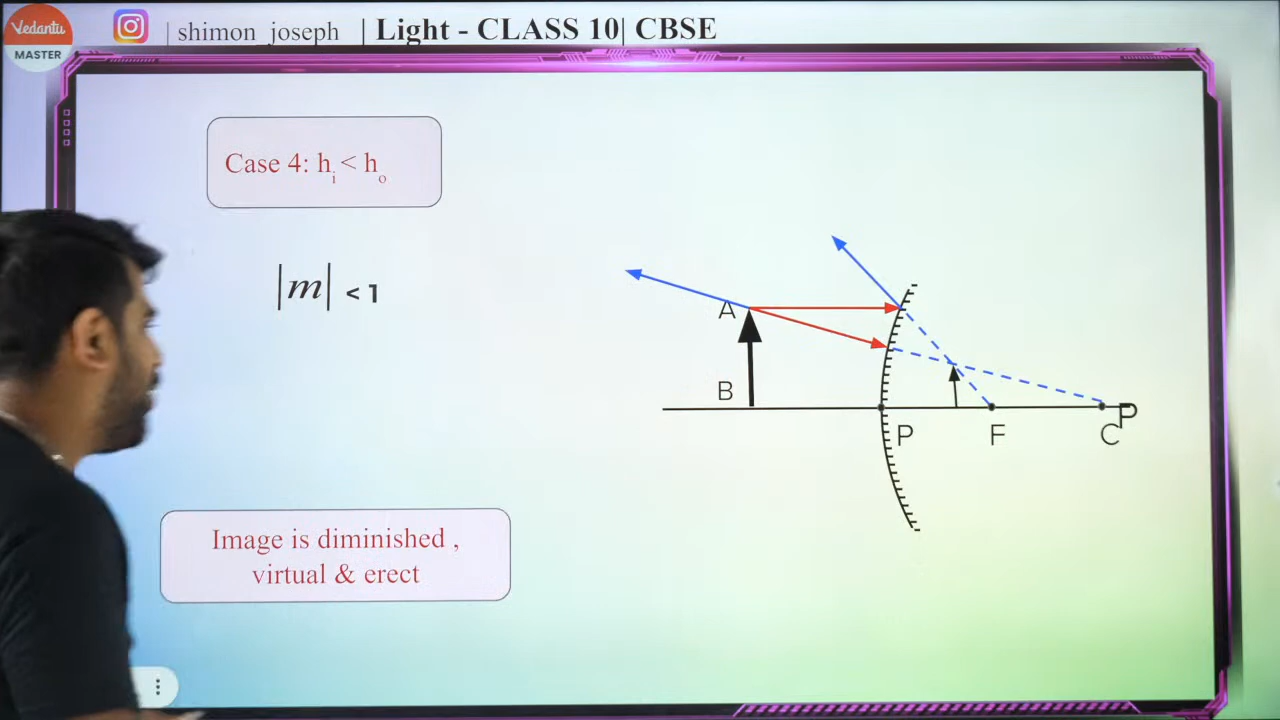 Vedantu
MASTER
| shimon_joseph | Light - CLASS 10| CBSE
Case 4: hᵢ < hₒ
|m| < 1
A
B
P
F
C
P
Image is diminished ,
virtual & erect